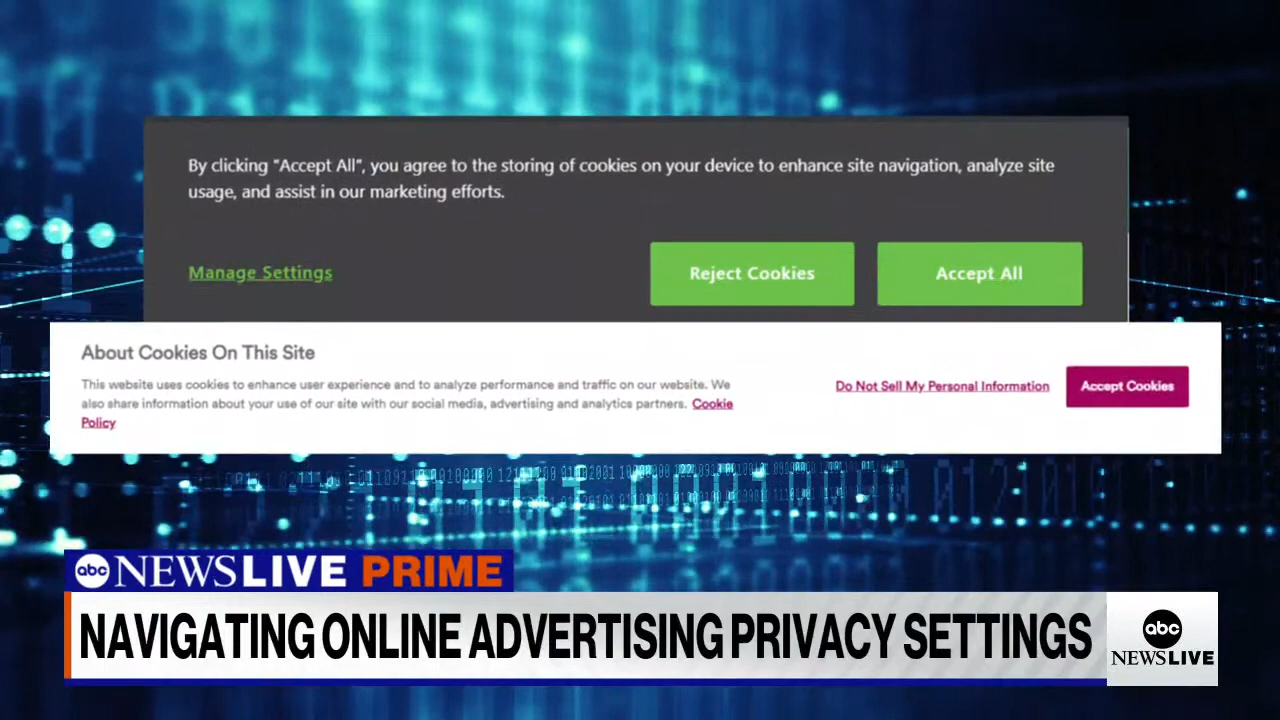 By clicking "Accept All", you agree to the storing of cookies on your device to enhance site navigation, analyze site
usage, and assist in our marketing efforts.
Manage Settings
Reject Cookies
Accept All
About Cookies On This Site
This website uses cookies to enhance user experience and to analyze performance and traffic on our website. We
also share information about your use of our site with our social media, advertising and analytics partners. Cookie
Policy
Do Not Sell My Personal Information
Accept Cookies
abc NEWS LIVE PRIME
NAVIGATING ONLINE ADVERTISING PRIVACY SETTINGS
abc
NEWS LIVE